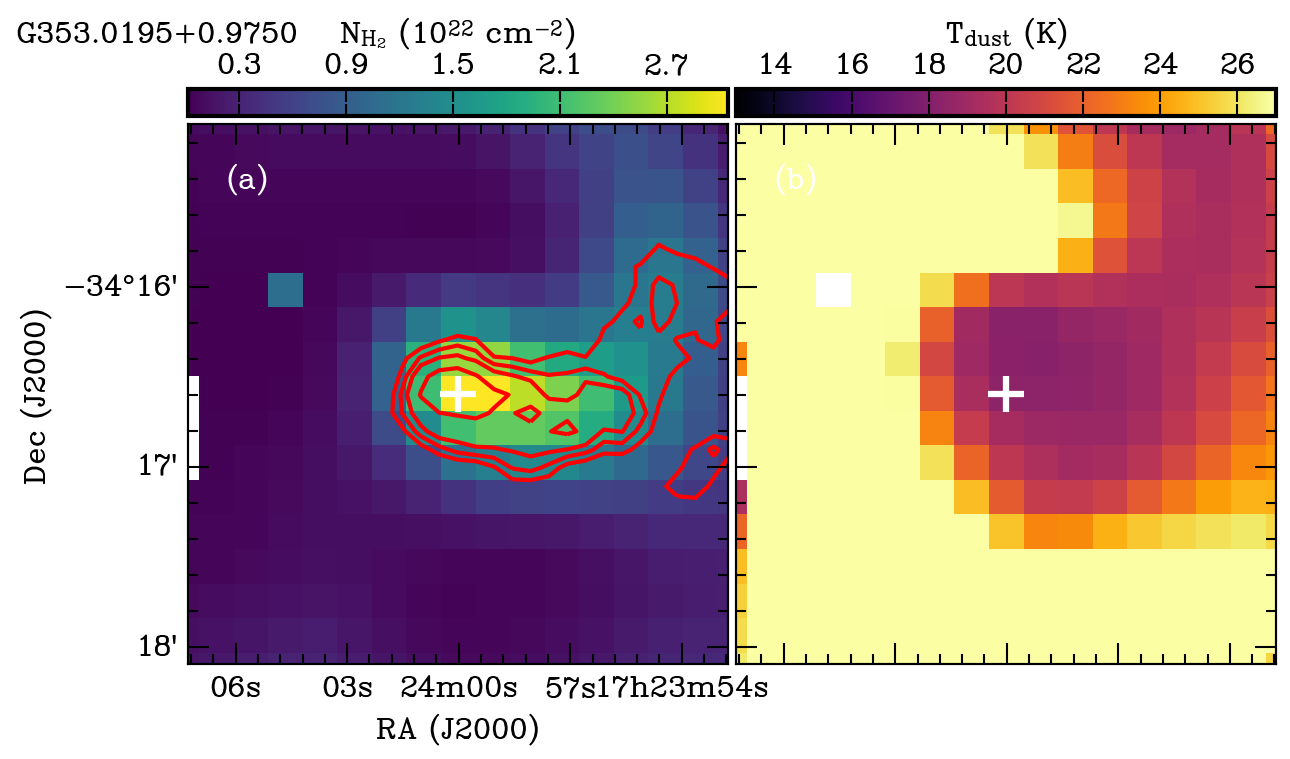 G353.0195+0.9750 N_H₂ (10²² cm⁻²) T_dust (K)
0.3 0.9 1.5 2.1 2.7 14 16 18 20 22 24 26
(a) (b)
−34°16'
17'
18'
Dec (J2000)
06s 03s 24m00s 57s 17h23m54s
RA (J2000)